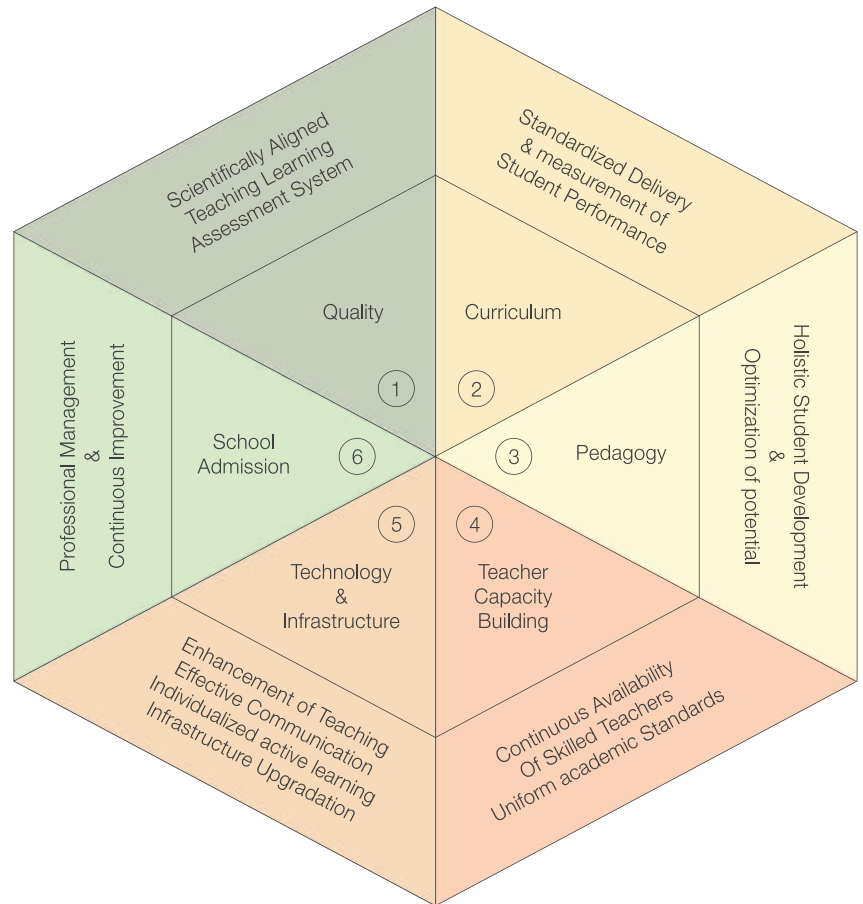 Scientifically Aligned
Teaching Learning
Assessment System
Quality
1
Standardized Delivery
& measurement of
Student Performance
Curriculum
2
Holistic Student Development
&
Optimization of potential
Pedagogy
3
Teacher
Capacity
Building
4
Continuous Availability
Of Skilled Teachers
Uniform academic Standards
Technology
&
Infrastructure
5
Enhancement of Teaching
Effective Communication
Individualized active learning
Infrastructure Upgradation
School
Admission
6
Professional Management
&
Continuous Improvement